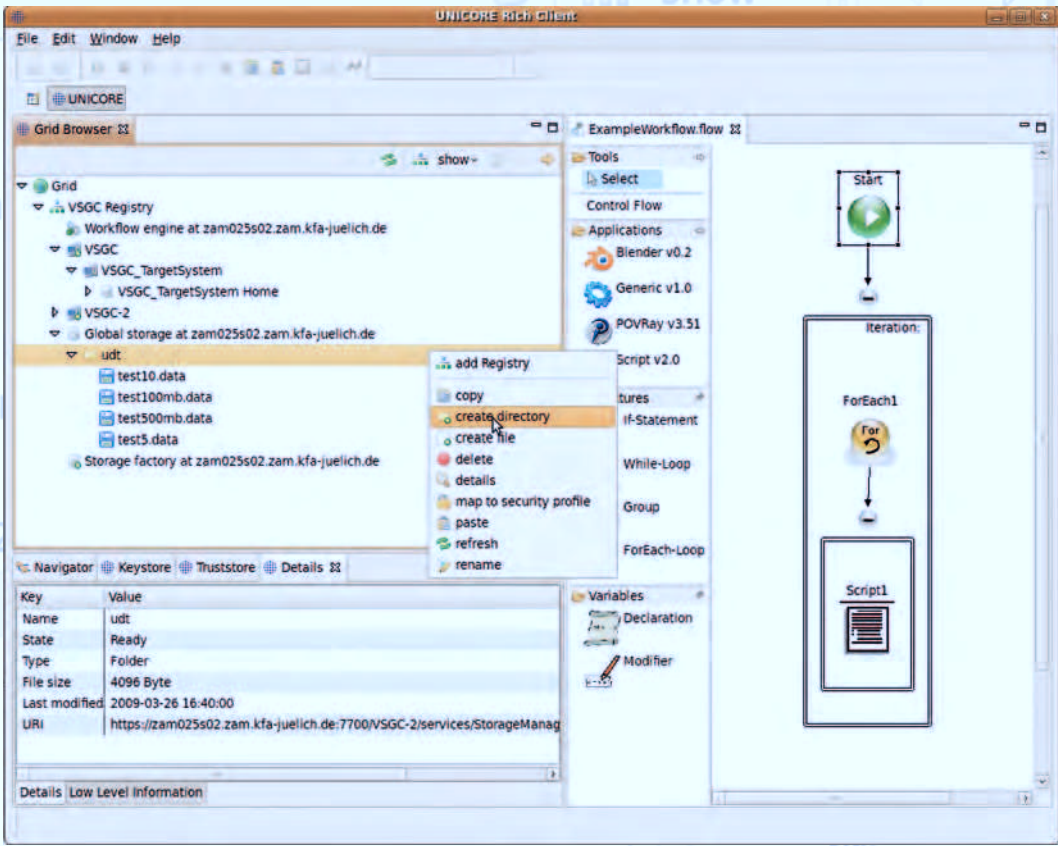 show
UNICORE Rich Client
File Edit Window Help
UNICORE
Grid Browser
show
Grid
VSGC Registry
Workflow engine at zam025s02.zam.kfa-juelich.de
VSGC
VSGC_TargetSystem
VSGC_TargetSystem Home
VSGC-2
Global storage at zam025s02.zam.kfa-juelich.de
udt
test10.data
test100mb.data
test500mb.data
test5.data
Storage factory at zam025s02.zam.kfa-juelich.de
add Registry
copy
create directory
create file
delete
details
map to security profile
paste
refresh
rename
Navigator Keystore Truststore Details
Key Value
Name udt
State Ready
Type Folder
File size 4096 Byte
Last modified 2009-03-26 16:40:00
URI https://zam025s02.zam.kfa-juelich.de:7700/VSGC-2/services/StorageManag
Details Low Level Information
ExampleWorkflow.flow
Tools
Select
Control Flow
Applications
Blender v0.2
Generic v1.0
POVRay v3.51
Script v2.0
tures
If-Statement
While-Loop
Group
ForEach-Loop
Variables
Declaration
Modifier
Start
Iteration:
ForEach1
For
Script1